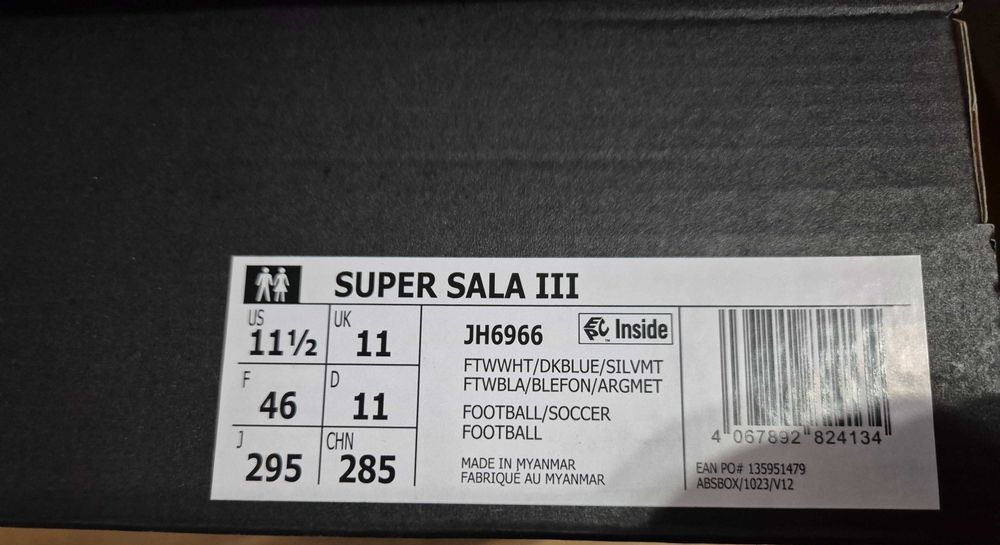 SUPER SALA III
US
11½
UK
11
F
46
D
11
J
295
CHN
285
JH6966
EPC™ Inside
FTWWHT/DKBLUE/SILVMT
FTWBLA/BLEFON/ARGMET
FOOTBALL/SOCCER
FOOTBALL
MADE IN MYANMAR
FABRIQUÉ AU MYANMAR
4 067892 824134
EAN PO# 135951479
ABSBOX/1023/V12